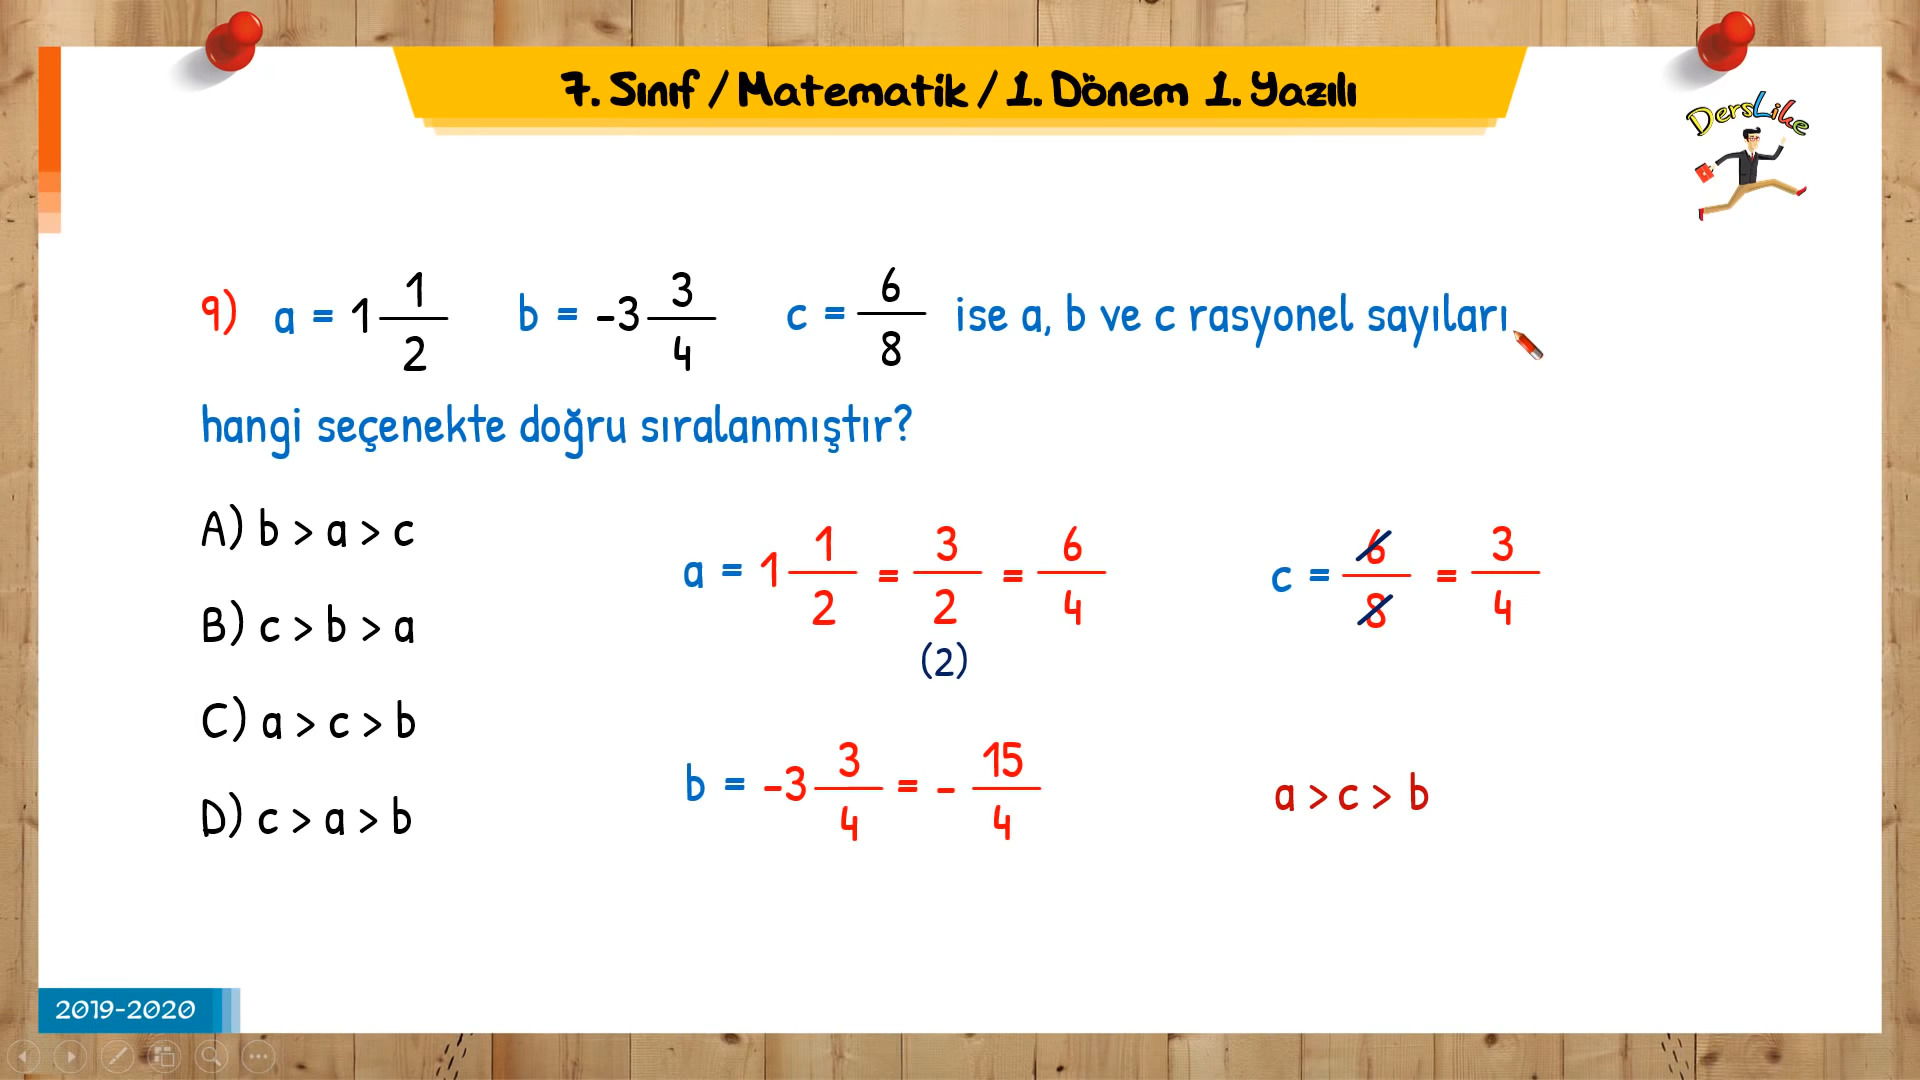 7. Sınıf / Matematik / 1. Dönem 1. Yazılı
DersLike
9) a = 1 1/2 b = -3 3/4 c = 6/8 ise a, b ve c rasyonel sayıları
hangi seçenekte doğru sıralanmıştır?
A) b > a > c
B) c > b > a
C) a > c > b
D) c > a > b
a = 1 1/2 = 3/2 = 6/4
(2)
c = 6/8 = 3/4
b = -3 3/4 = - 15/4
a > c > b
2019-2020